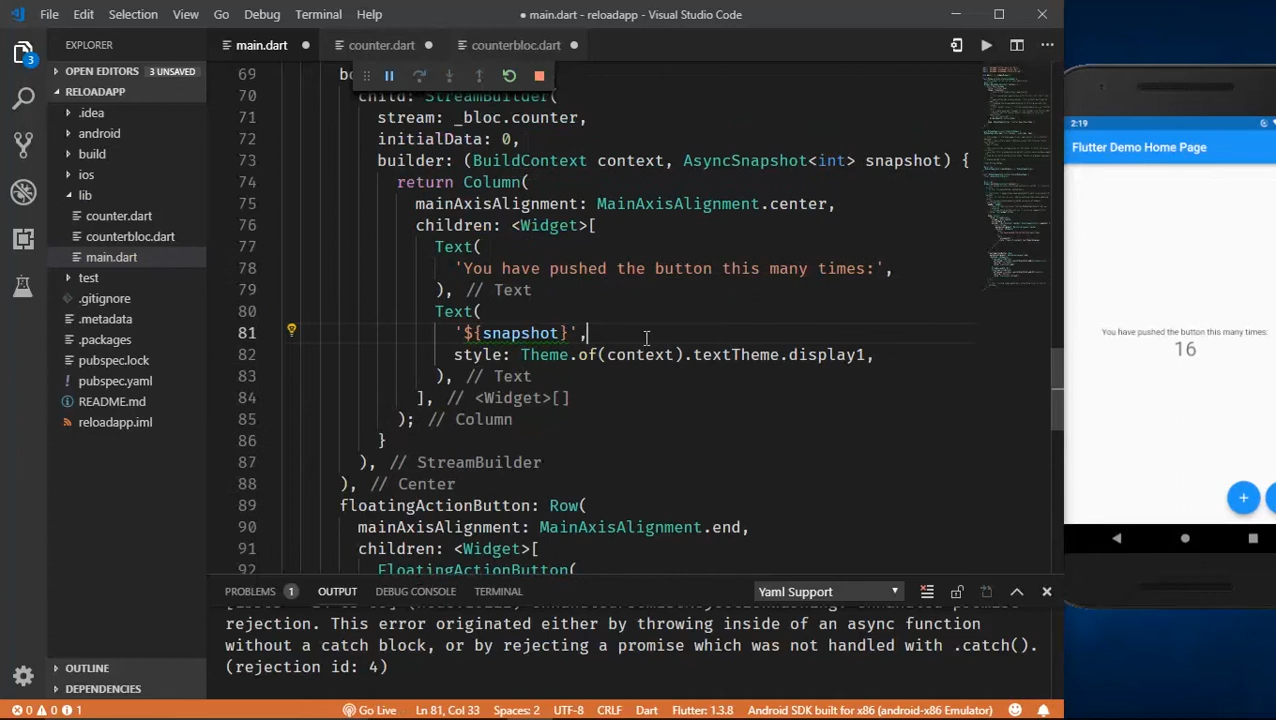 File Edit Selection View Go Debug Terminal Help
● main.dart - reloadapp - Visual Studio Code
EXPLORER
OPEN EDITORS 3 UNSAVED
RELOADAPP
.idea
android
build
ios
lib
counter.dart
counterbloc.dart
main.dart
test
.gitignore
.metadata
.packages
pubspec.lock
pubspec.yaml
README.md
reloadapp.iml
OUTLINE
DEPENDENCIES
3
main.dart ● counter.dart ● counterbloc.dart ●
69 bo
70 child: StreamBuilder(
71 stream: _bloc.counter,
72 initialData: 0,
73 builder: (BuildContext context, AsyncSnapshot<int> snapshot) {
74 return Column(
75 mainAxisAlignment: MainAxisAlignment.center,
76 children: <Widget>[
77 Text(
78 'You have pushed the button this many times:',
79 ), // Text
80 Text(
81 '${snapshot}',
82 style: Theme.of(context).textTheme.display1,
83 ), // Text
84 ], // <Widget>[]
85 ); // Column
86 }
87 ), // StreamBuilder
88 ), // Center
89 floatingActionButton: Row(
90 mainAxisAlignment: MainAxisAlignment.end,
91 children: <Widget>[
92 FloatingActionButton(
PROBLEMS 1 OUTPUT DEBUG CONSOLE TERMINAL Yaml Support
rejection. This error originated either by throwing inside of an async function
without a catch block, or by rejecting a promise which was not handled with .catch().
(rejection id: 4)
0 0 1 Go Live Ln 81, Col 33 Spaces: 2 UTF-8 CRLF Dart Flutter: 1.3.8 Android SDK built for x86 (android-x86 Emulator)
2:19
Flutter Demo Home Page
You have pushed the button this many times:
16
+